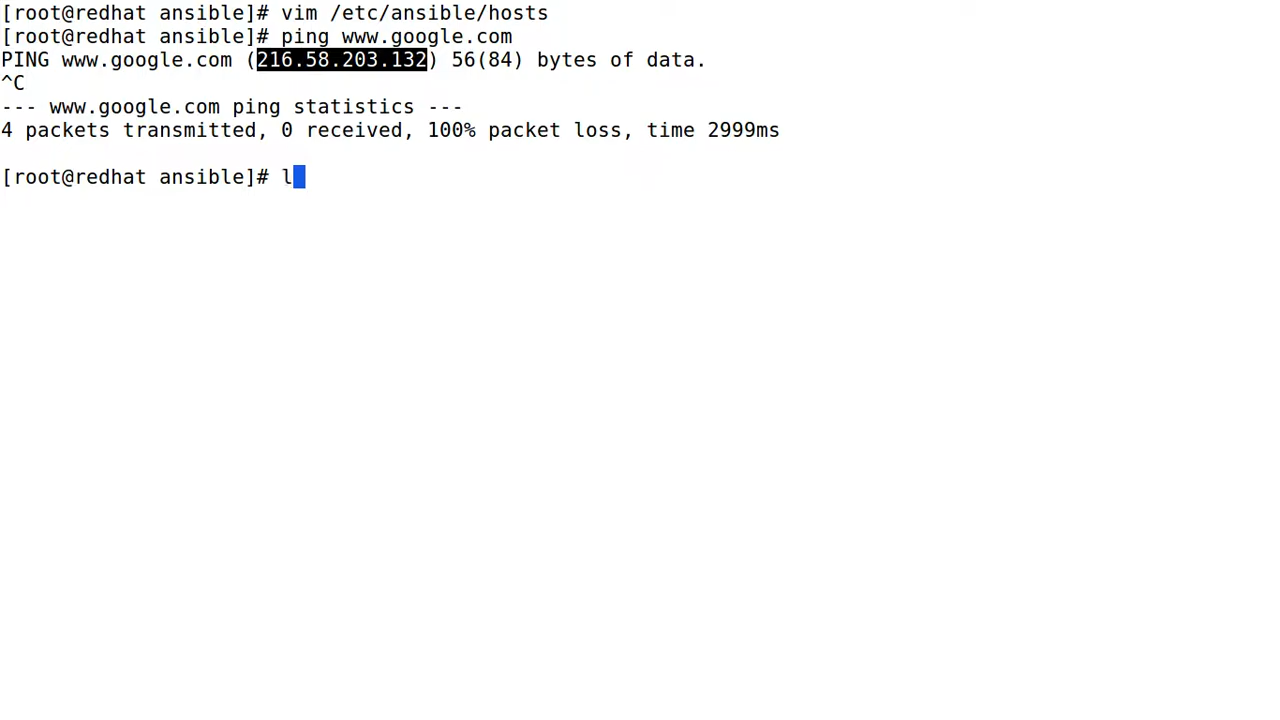 [root@redhat ansible]# vim /etc/ansible/hosts
[root@redhat ansible]# ping www.google.com
PING www.google.com (216.58.203.132) 56(84) bytes of data.
^C
--- www.google.com ping statistics ---
4 packets transmitted, 0 received, 100% packet loss, time 2999ms
[root@redhat ansible]# l